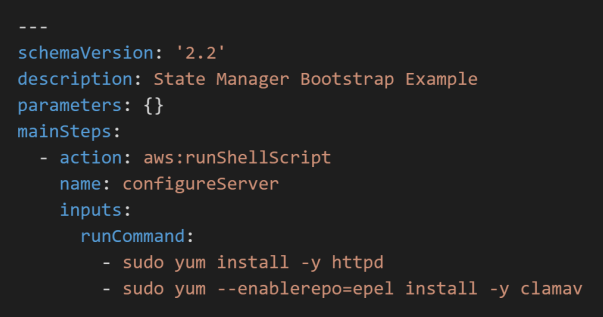 ---
schemaVersion: '2.2'
description: State Manager Bootstrap Example
parameters: {}
mainSteps:
  - action: aws:runShellScript
    name: configureServer
    inputs:
      runCommand:
        - sudo yum install -y httpd
        - sudo yum --enablerepo=epel install -y clamav